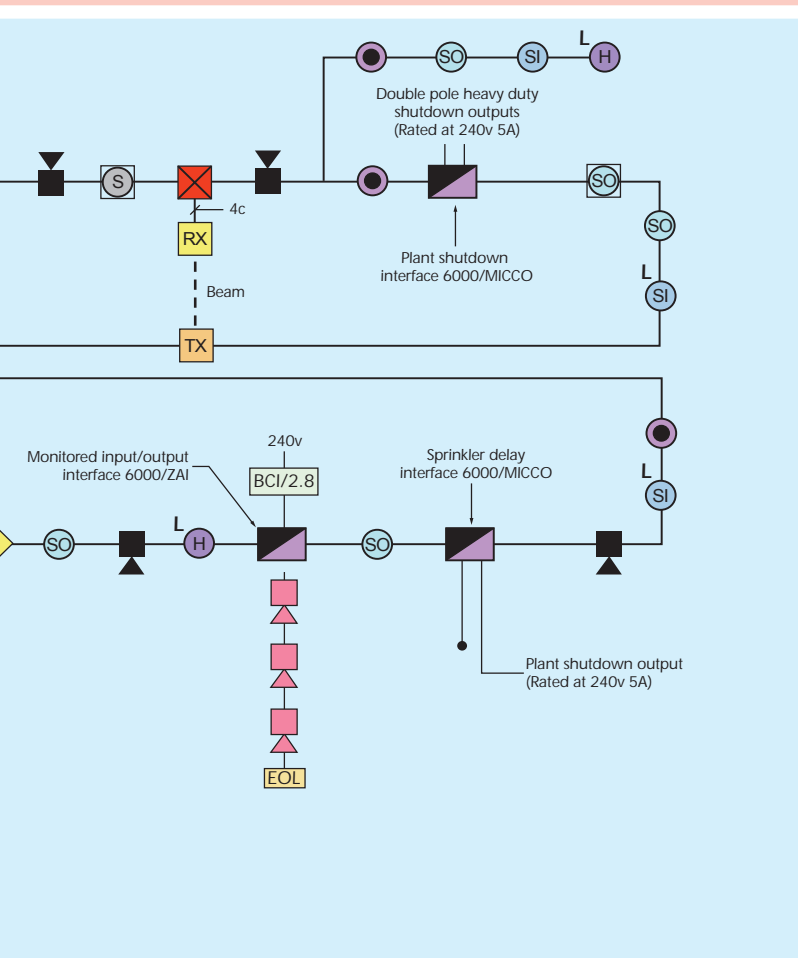 L
SO
SI
H
Double pole heavy duty
shutdown outputs
(Rated at 240v 5A)
S
SO
4c
RX
SO
Plant shutdown
interface 6000/MICCO
L
SI
Beam
TX
240v
Monitored input/output
interface 6000/ZAI
Sprinkler delay
interface 6000/MICCO
BCI/2.8
L
SI
L
SO
H
SO
Plant shutdown output
(Rated at 240v 5A)
EOL